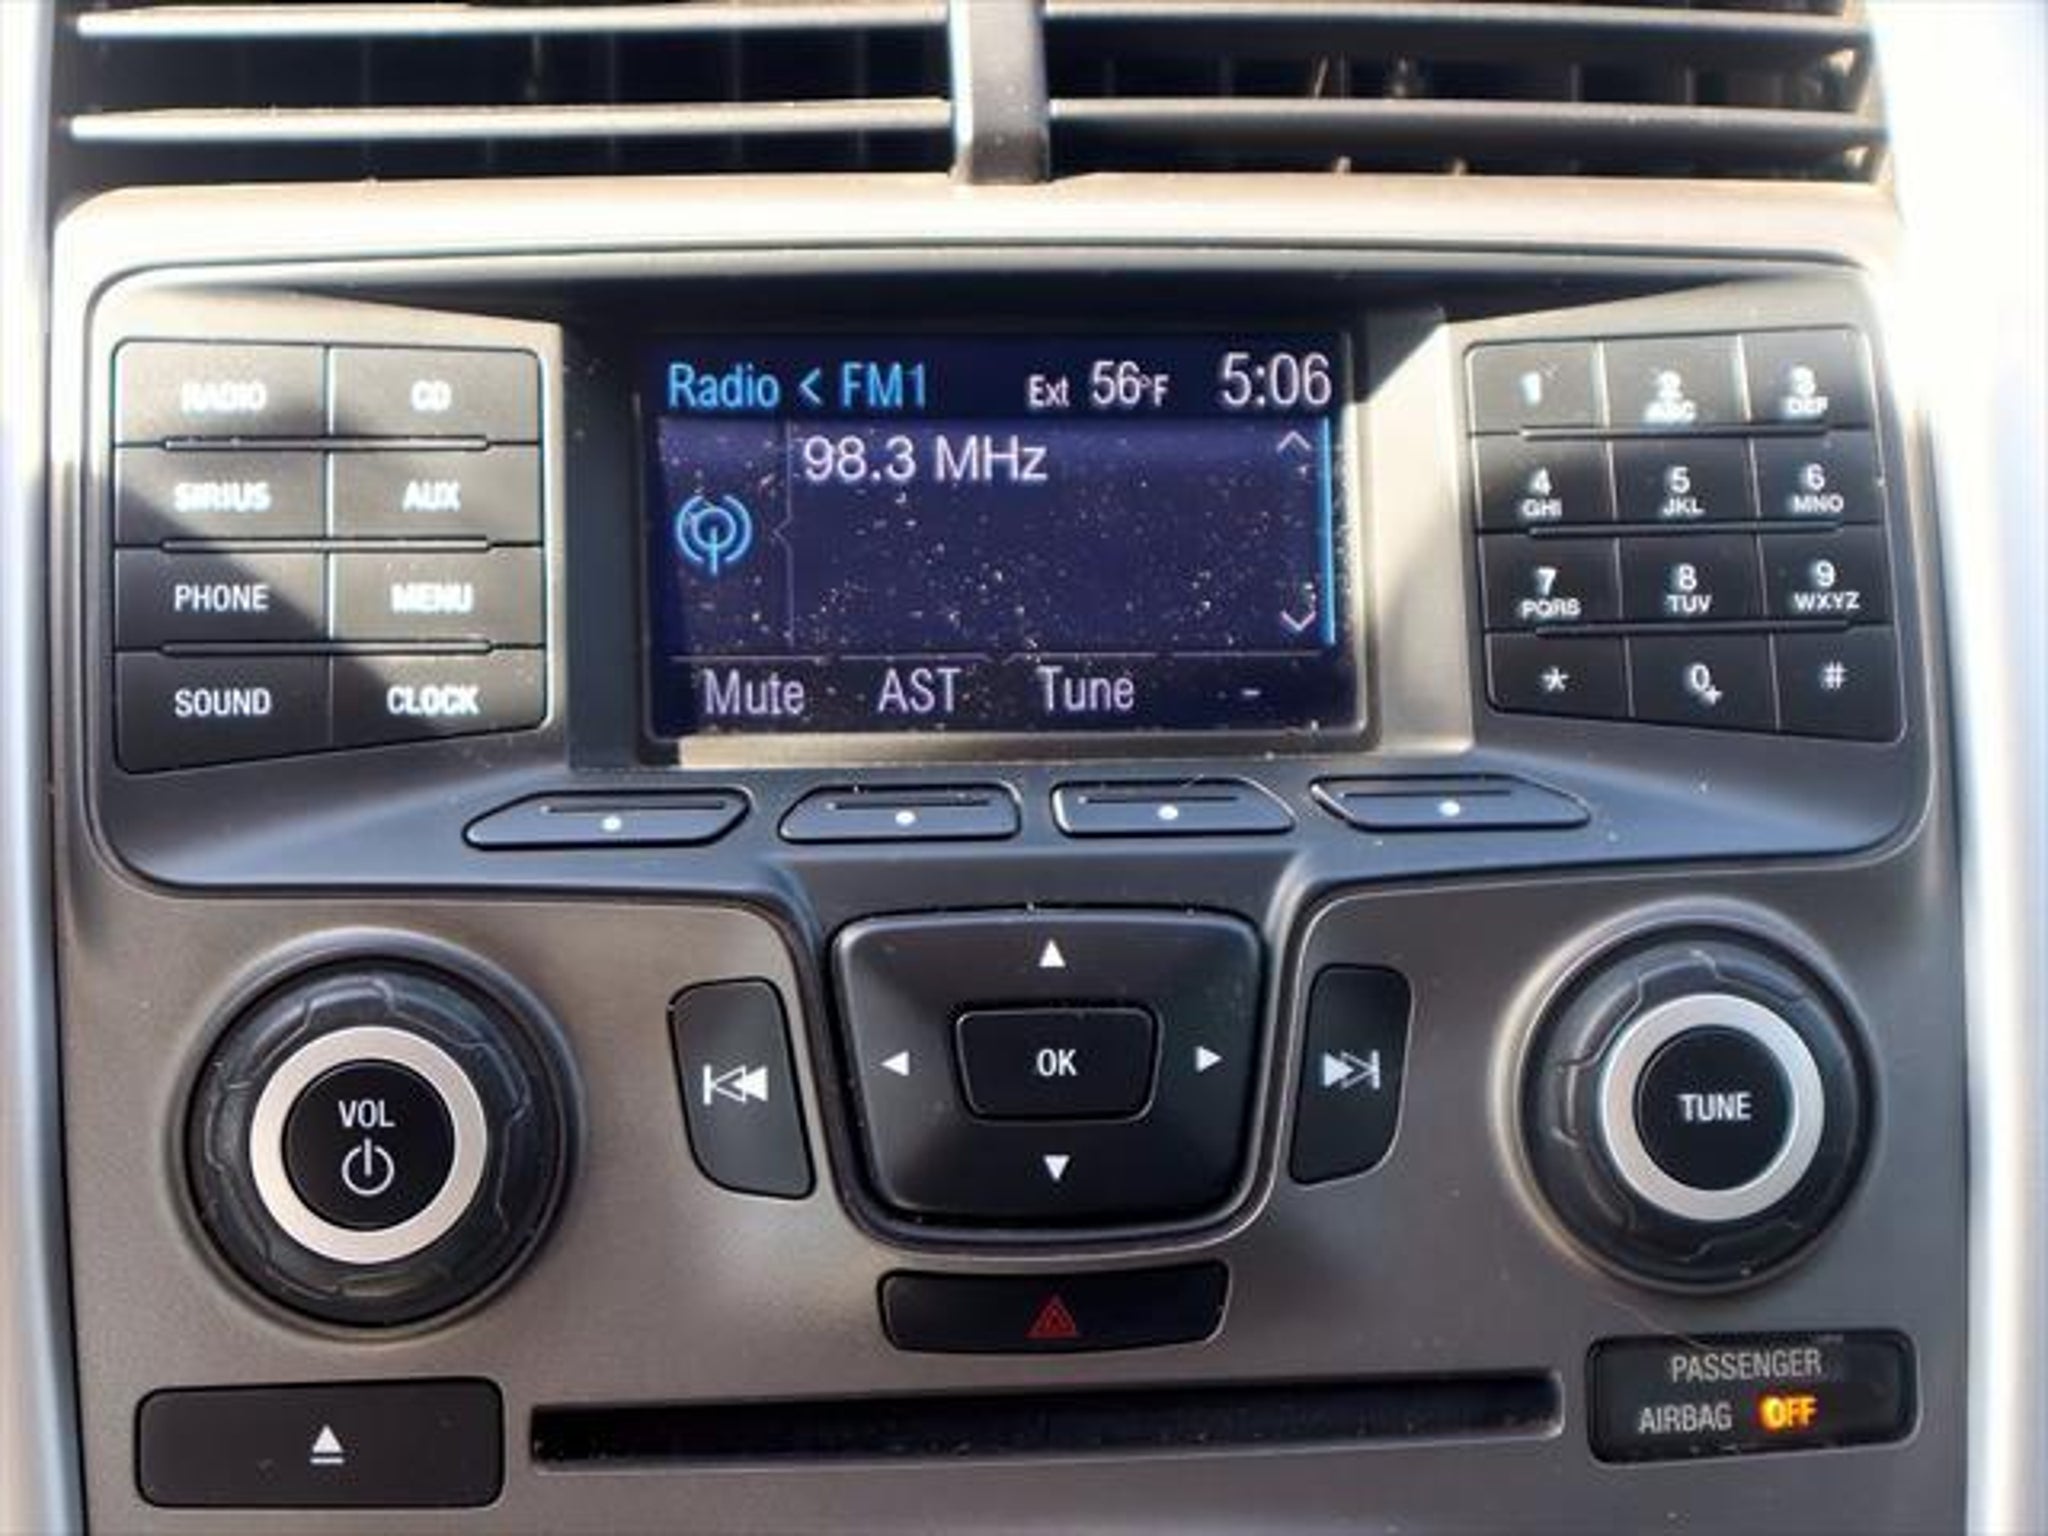 Radio < FM1 Ext 56°F 5:06
98.3 MHz
Mute AST Tune -
RADIO CD
SIRIUS AUX
PHONE MENU
SOUND CLOCK
1 2 ABC 3 DEF
4 GHI 5 JKL 6 MNO
7 PQRS 8 TUV 9 WXYZ
* 0+ #
VOL
OK
TUNE
PASSENGER
AIRBAG OFF